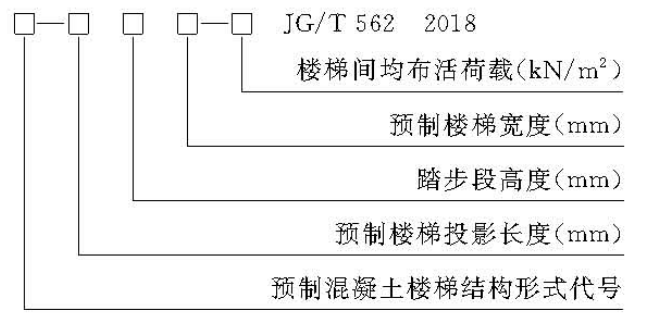 □—□ □ □—□ JG/T 562 2018
楼梯间均布活荷载(kN/m²)
预制楼梯宽度(mm)
踏步段高度(mm)
预制楼梯投影长度(mm)
预制混凝土楼梯结构形式代号